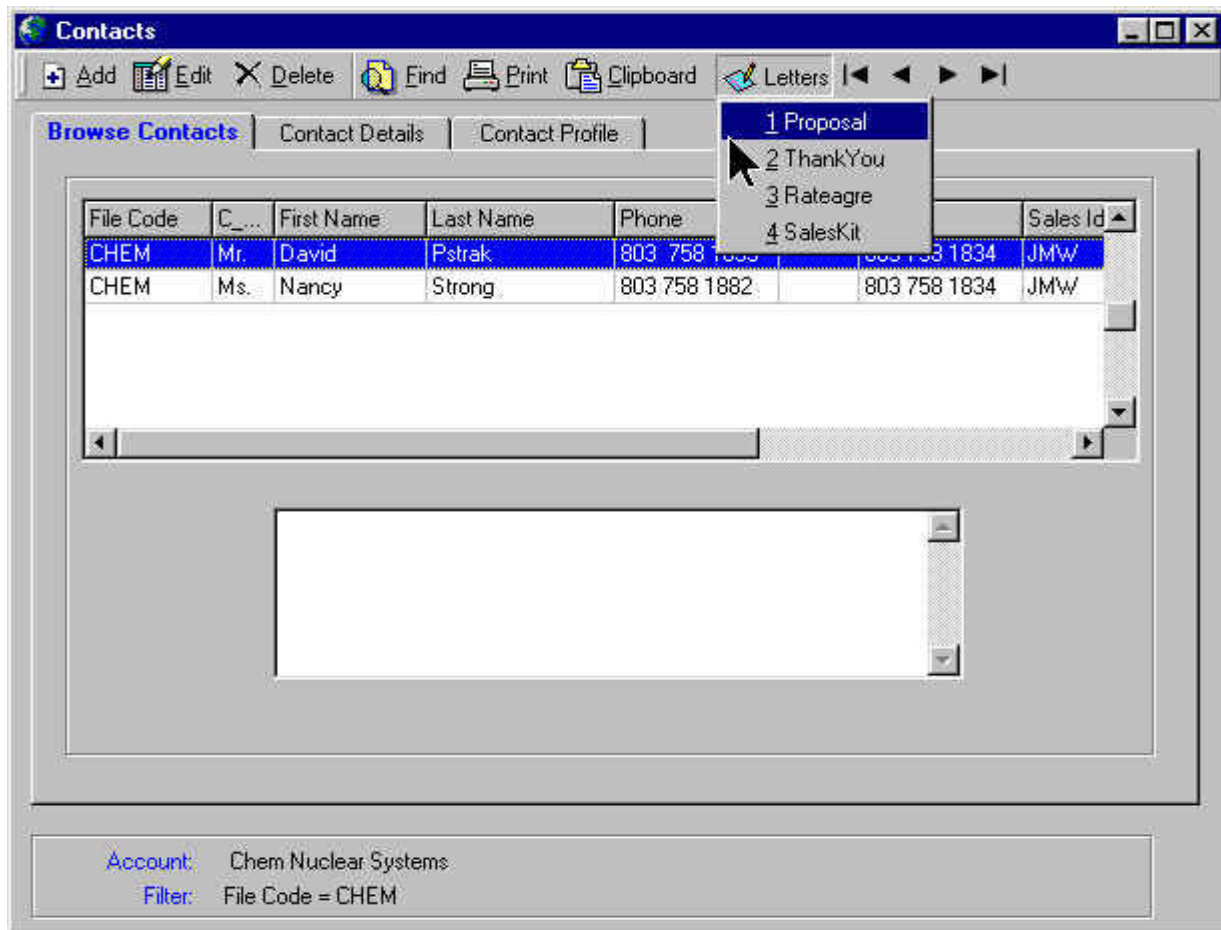 Contacts
Add Edit Delete Find Print Clipboard Letters
Browse Contacts Contact Details Contact Profile
1 Proposal
2 ThankYou
3 Rateagre
4 SalesKit
File Code C_... First Name Last Name Phone Sales Id
CHEM Mr. David Pstrak 803 758 1834 JMW
CHEM Ms. Nancy Strong 803 758 1882 803 758 1834 JMW
Account: Chem Nuclear Systems
Filter: File Code = CHEM